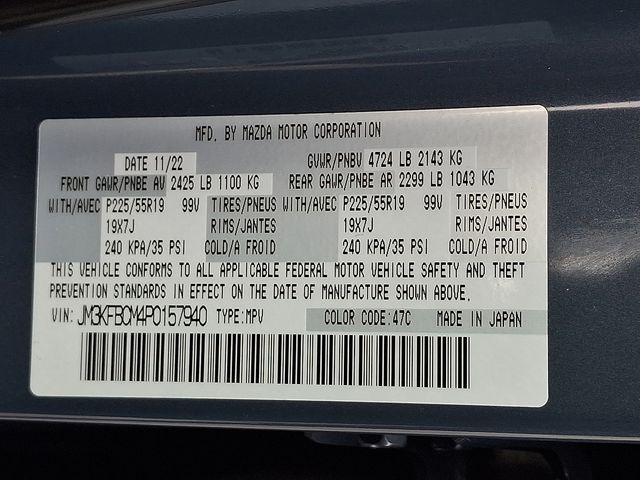 MFD. BY MAZDA MOTOR CORPORATION
DATE 11/22 GVWR/PNBV 4724 LB 2143 KG
FRONT GAWR/PNBE AV 2425 LB 1100 KG REAR GAWR/PNBE AR 2299 LB 1043 KG
WITH/AVEC P225/55R19 99V TIRES/PNEUS WITH/AVEC P225/55R19 99V TIRES/PNEUS
19X7J RIMS/JANTES 19X7J RIMS/JANTES
240 KPA/35 PSI COLD/A FROID 240 KPA/35 PSI COLD/A FROID
THIS VEHICLE CONFORMS TO ALL APPLICABLE FEDERAL MOTOR VEHICLE SAFETY AND THEFT
PREVENTION STANDARDS IN EFFECT ON THE DATE OF MANUFACTURE SHOWN ABOVE.
VIN: JM3KFBCM4P0157940 TYPE:MPV COLOR CODE:47C MADE IN JAPAN